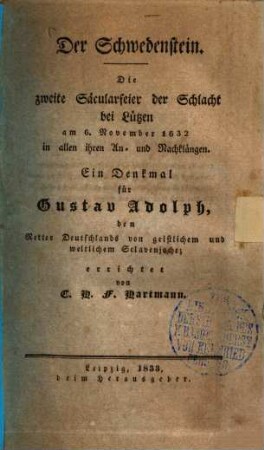 Der Schwedenstein.
Die
zweite Säcularfeier der Schlacht
bei Lützen
am 6. November 1632
in allen ihren An- und Nachklängen.
Ein Denkmal
für
Gustav Adolph,
den
Retter Deutschlands von geistlichem und
weltlichem Sclavenjoche;
errichtet
von
C. H. F. Hartmann.
Leipzig, 1833,
beim Herausgeber.